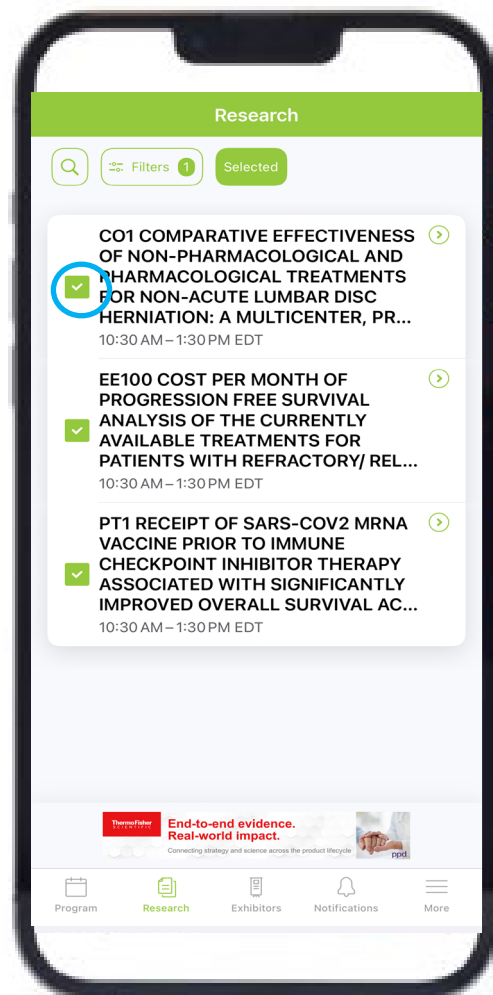 Research
Filters 1
Selected
CO1 COMPARATIVE EFFECTIVENESS
OF NON-PHARMACOLOGICAL AND
PHARMACOLOGICAL TREATMENTS
FOR NON-ACUTE LUMBAR DISC
HERNIATION: A MULTICENTER, PR...
10:30 AM – 1:30 PM EDT
EE100 COST PER MONTH OF
PROGRESSION FREE SURVIVAL
ANALYSIS OF THE CURRENTLY
AVAILABLE TREATMENTS FOR
PATIENTS WITH REFRACTORY/ REL...
10:30 AM – 1:30 PM EDT
PT1 RECEIPT OF SARS-COV2 MRNA
VACCINE PRIOR TO IMMUNE
CHECKPOINT INHIBITOR THERAPY
ASSOCIATED WITH SIGNIFICANTLY
IMPROVED OVERALL SURVIVAL AC...
10:30 AM – 1:30 PM EDT
ThermoFisher
SCIENTIFIC
End-to-end evidence.
Real-world impact.
Connecting strategy and science across the product lifecycle
ppd
Program
Research
Exhibitors
Notifications
More